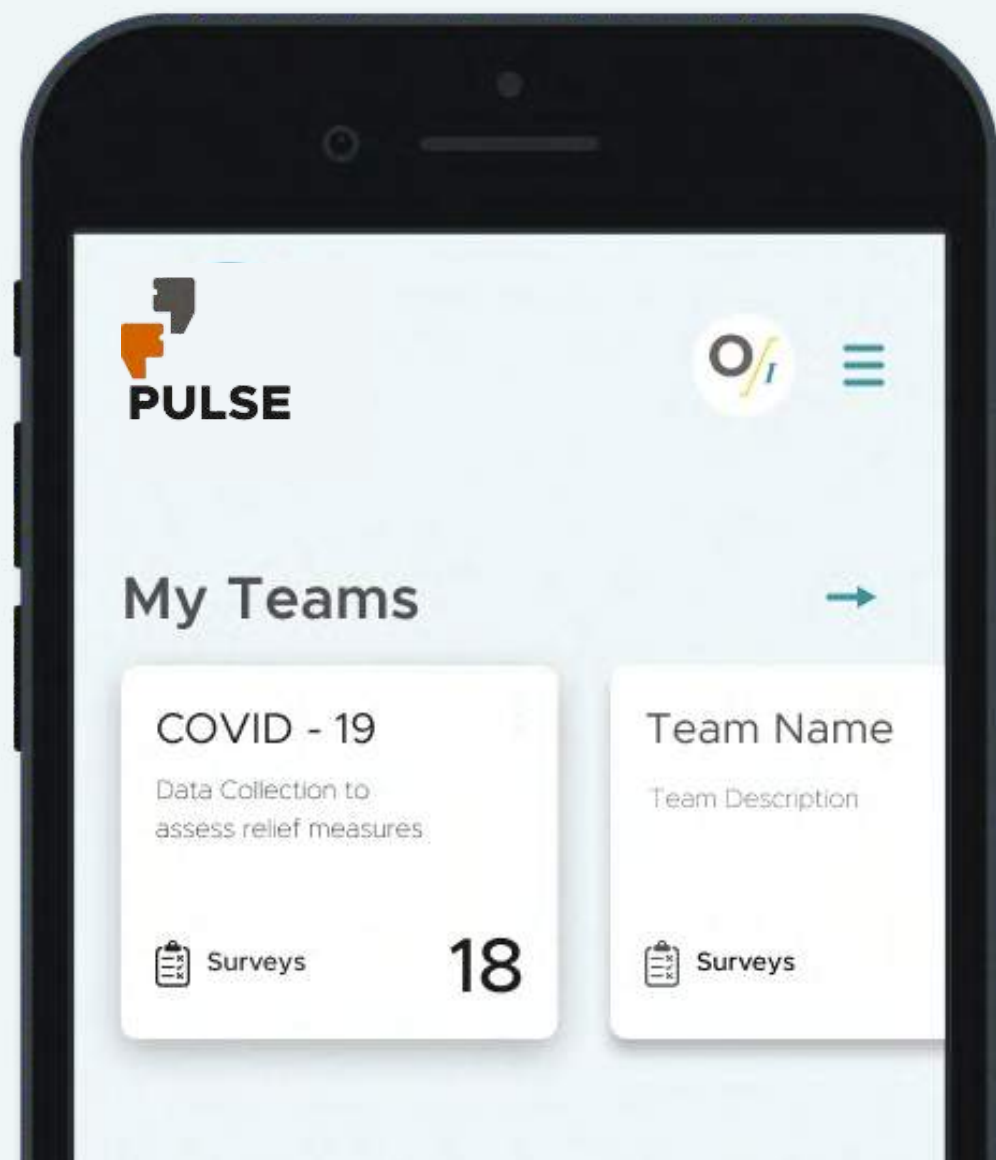 PULSE
O/I
My Teams
COVID - 19
Data Collection to
assess relief measures
Surveys
18
Team Name
Team Description
Surveys